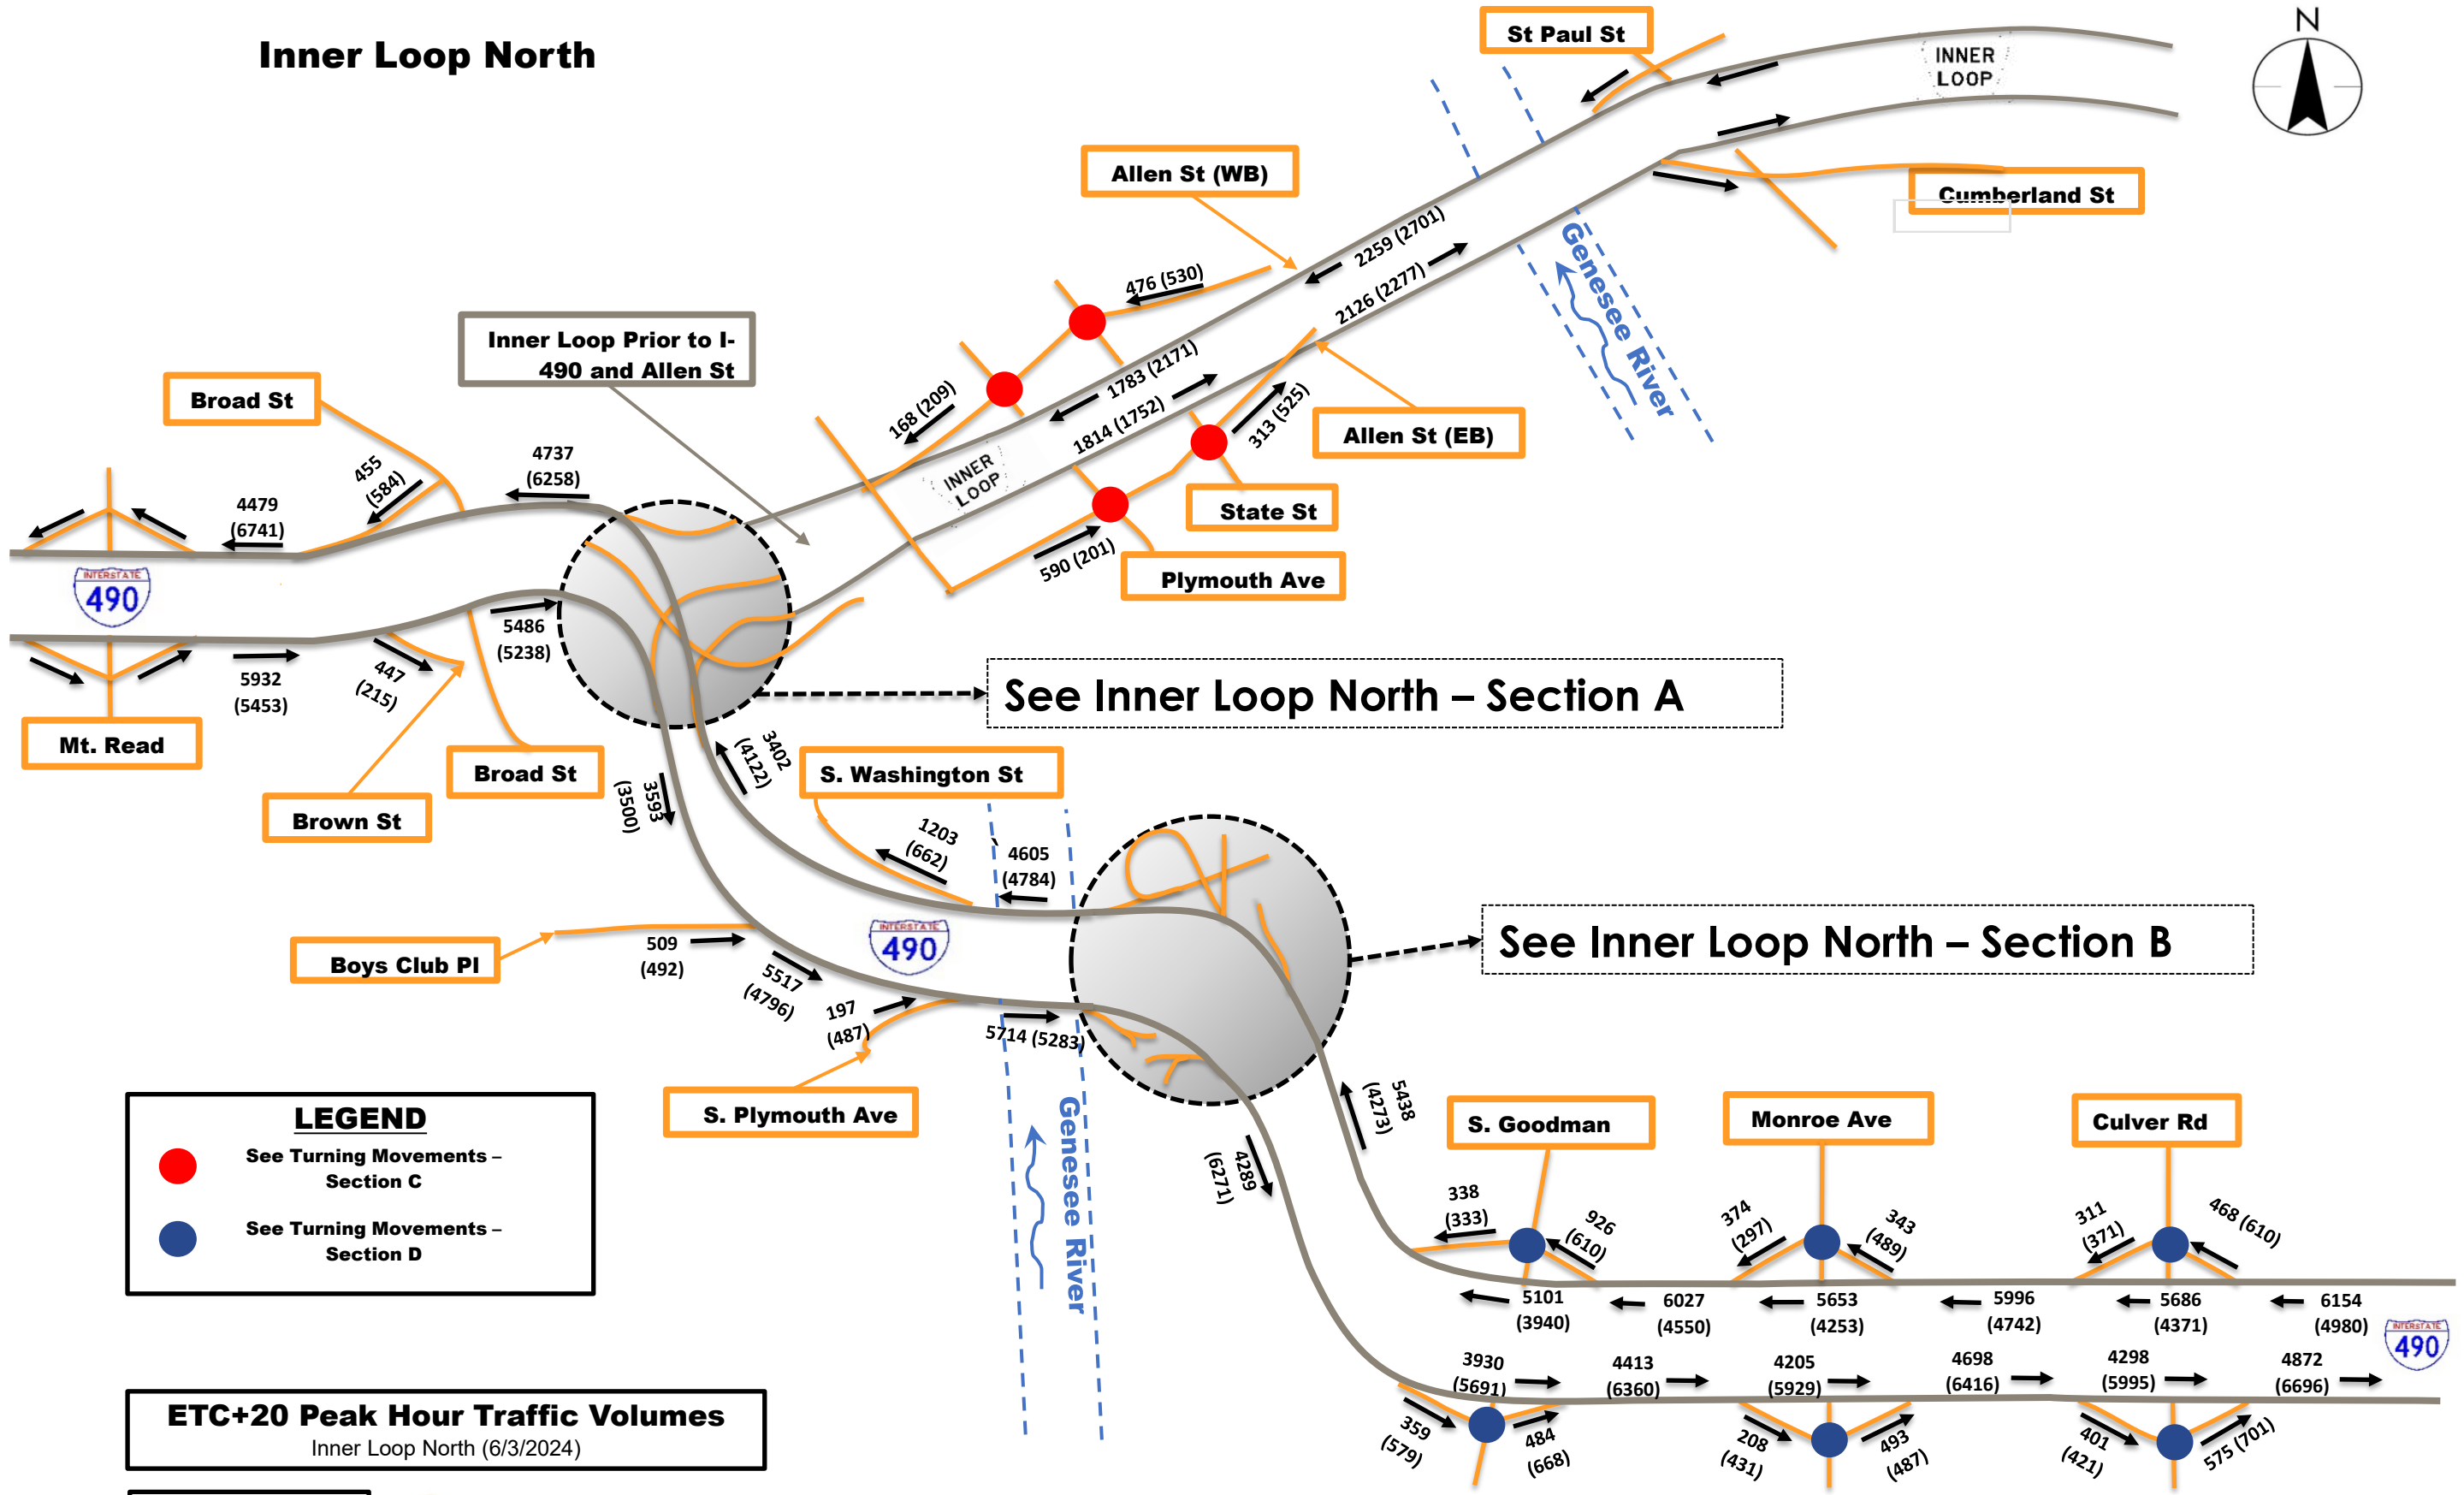 Inner Loop North
St Paul St
INNER
LOOP
N
Allen St (WB)
Cumberland St
2259 (2701)
2126 (2277)
Genesee River
476 (530)
Inner Loop Prior to I-
490 and Allen St
1783 (2171)
1814 (1752)
168 (209)
313 (525)
Allen St (EB)
Broad St
INNER
LOOP
State St
590 (201)
Plymouth Ave
455
(584)
4737
(6258)
4479
(6741)
INTERSTATE
490
5486
(5238)
5932
(5453)
447
(215)
Mt. Read
Broad St
Brown St
See Inner Loop North – Section A
3402
(4122)
3593
(3500)
S. Washington St
1203
(662)
4605
(4784)
INTERSTATE
490
Boys Club Pl
509
(492)
5517
(4796)
197
(487)
5714 (5283)
S. Plymouth Ave
See Inner Loop North – Section B
Genesee River
5438
(4273)
4289
(6271)
S. Goodman
Monroe Ave
Culver Rd
338
(333)
926
(610)
374
(297)
343
(489)
311
(371)
468 (610)
5101
(3940)
6027
(4550)
5653
(4253)
5996
(4742)
5686
(4371)
6154
(4980)
INTERSTATE
490
3930
(5691)
4413
(6360)
4205
(5929)
4698
(6416)
4298
(5995)
4872
(6696)
359
(579)
484
(668)
208
(431)
493
(487)
401
(421)
575 (701)
LEGEND
See Turning Movements –
Section C
See Turning Movements –
Section D
ETC+20 Peak Hour Traffic Volumes
Inner Loop North (6/3/2024)